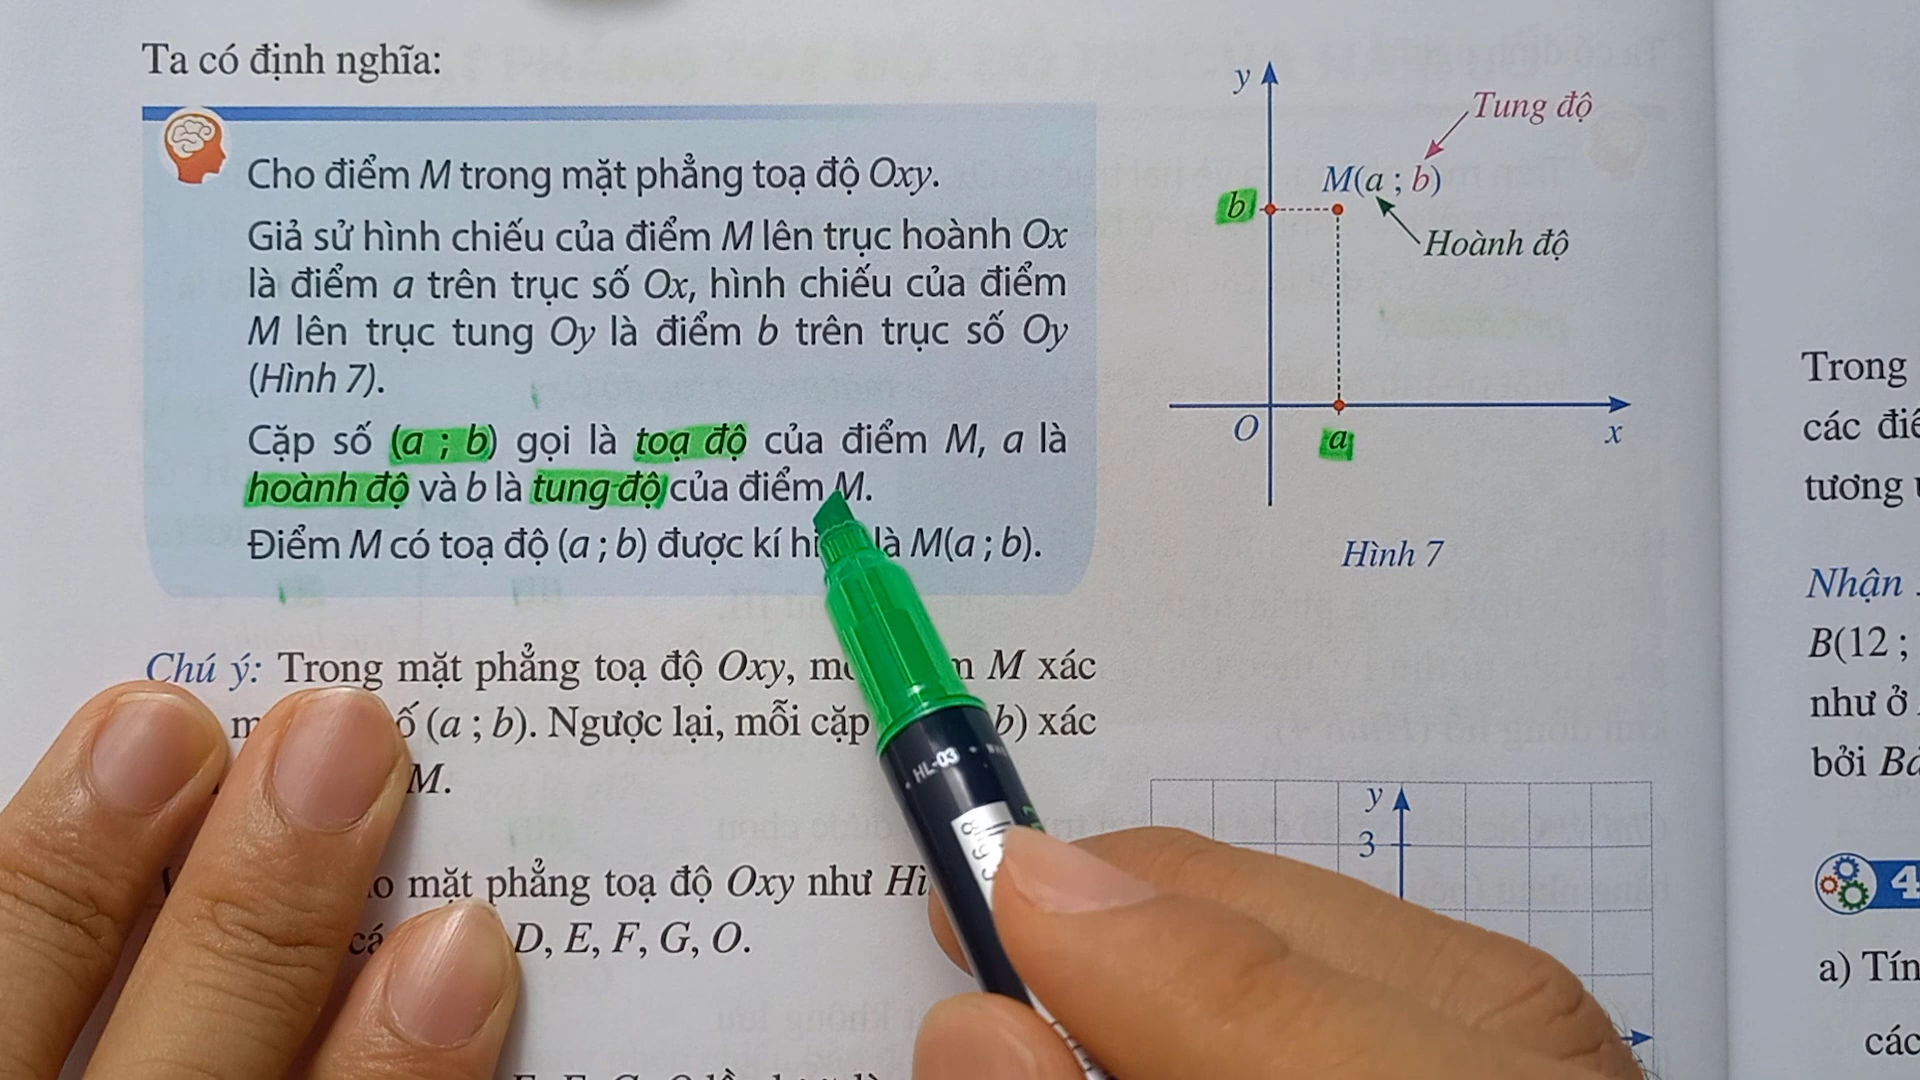 Ta có định nghĩa:
Cho điểm M trong mặt phẳng toạ độ Oxy.
Giả sử hình chiếu của điểm M lên trục hoành Ox
là điểm a trên trục số Ox, hình chiếu của điểm
M lên trục tung Oy là điểm b trên trục số Oy
(Hình 7).
Cặp số (a ; b) gọi là toạ độ của điểm M, a là
hoành độ và b là tung độ của điểm M.
Điểm M có toạ độ (a ; b) được kí là M(a ; b).
Chú ý: Trong mặt phẳng toạ độ Oxy, M xác
(a ; b). Ngược lại, mỗi cặp b) xác
M.
mặt phẳng toạ độ Oxy như
D, E, F, G, O.
y
Tung độ
M(a ; b)
b
Hoành độ
O
a
x
Hình 7
y
3
HL-03
Trong
các
tương
Nhận
B(12 ;
như ở
bởi
4
a)
các